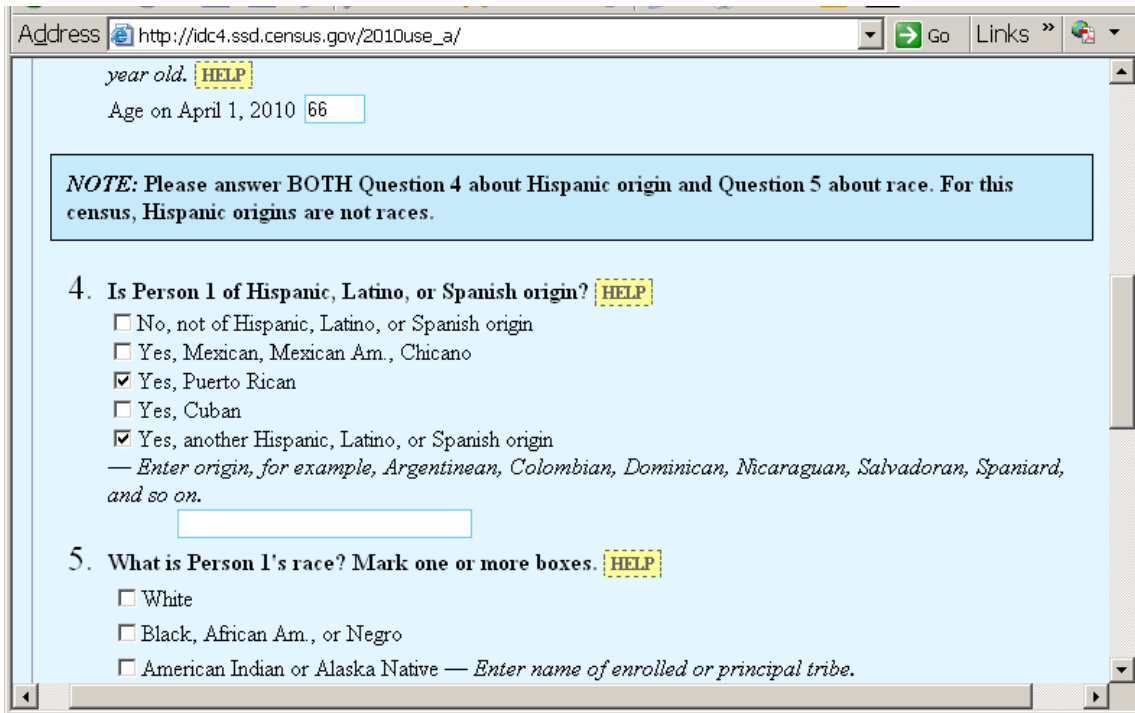 Address http://idc4.ssd.census.gov/2010use_a/ Go Links »
year old. HELP
Age on April 1, 2010 66
NOTE: Please answer BOTH Question 4 about Hispanic origin and Question 5 about race. For this
census, Hispanic origins are not races.
4. Is Person 1 of Hispanic, Latino, or Spanish origin? HELP
No, not of Hispanic, Latino, or Spanish origin
Yes, Mexican, Mexican Am., Chicano
Yes, Puerto Rican
Yes, Cuban
Yes, another Hispanic, Latino, or Spanish origin
— Enter origin, for example, Argentinean, Colombian, Dominican, Nicaraguan, Salvadoran, Spaniard,
and so on.
5. What is Person 1's race? Mark one or more boxes. HELP
White
Black, African Am., or Negro
American Indian or Alaska Native — Enter name of enrolled or principal tribe.